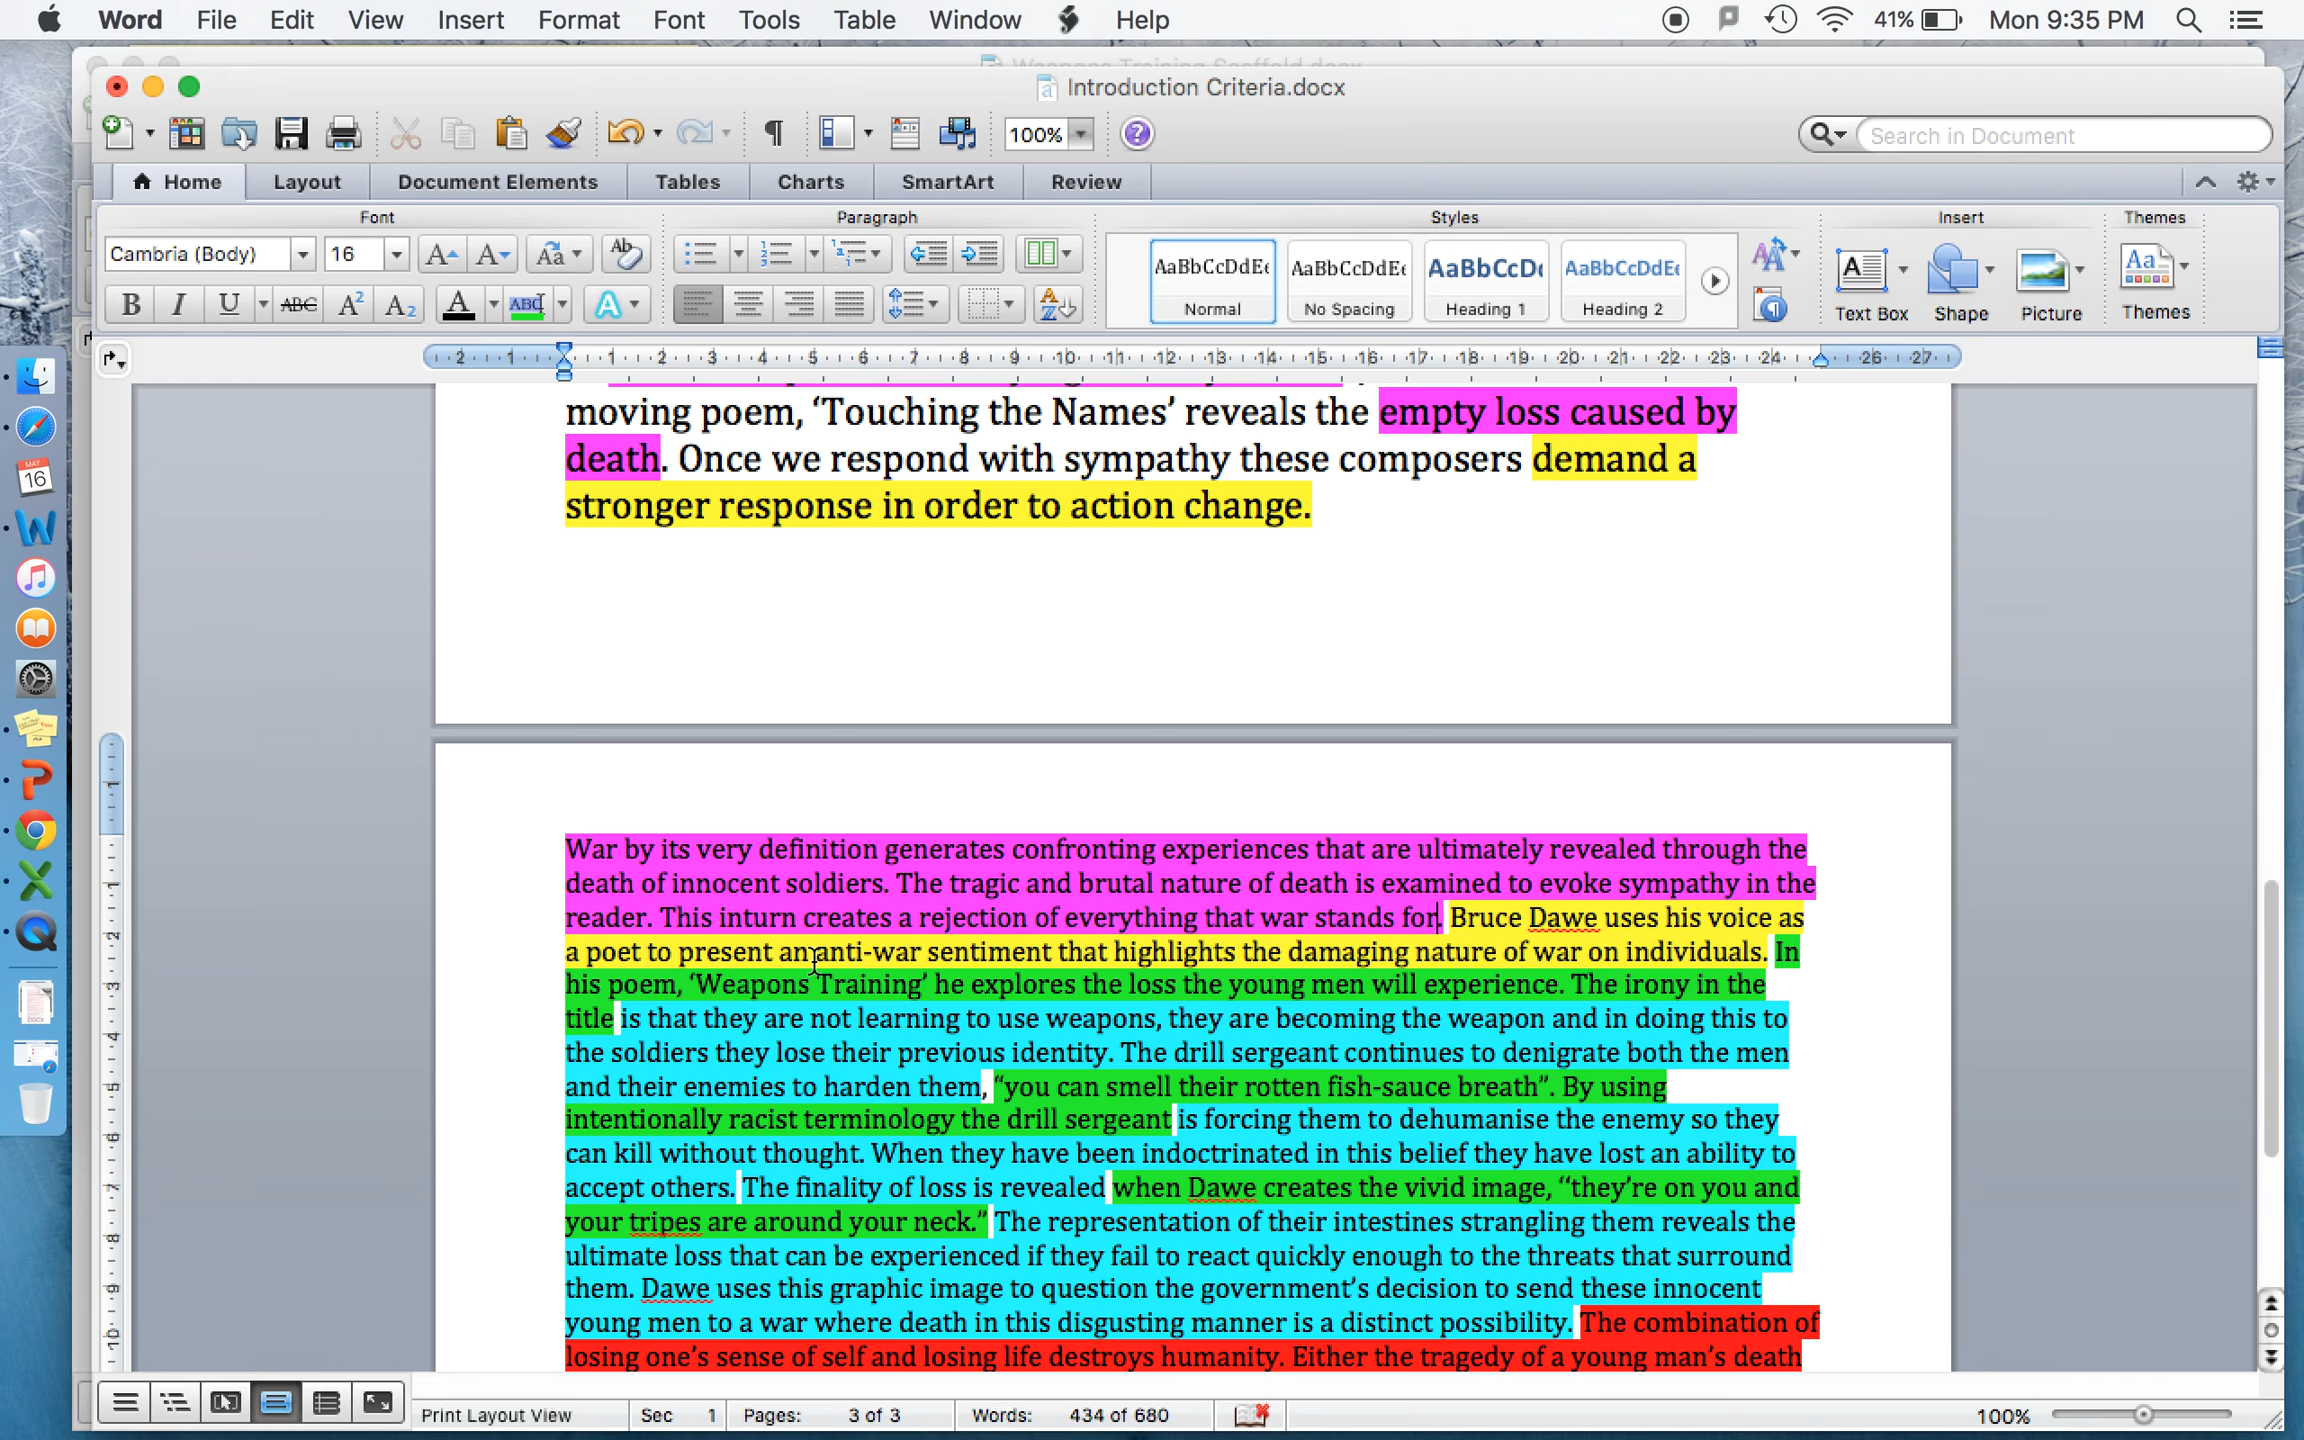 Word File Edit View Insert Format Font Tools Table Window Help 41% Mon 9:35 PM
Weapons Training Scaffold.docx
Introduction Criteria.docx
100% Search in Document
Home Layout Document Elements Tables Charts SmartArt Review
Font Paragraph Styles Insert Themes
Cambria (Body) 16
AaBbCcDdEe AaBbCcDdEe AaBbCcDc AaBbCcDdEe
Normal No Spacing Heading 1 Heading 2 Text Box Shape Picture Themes
moving poem, ‘Touching the Names’ reveals the empty loss caused by
death. Once we respond with sympathy these composers demand a
stronger response in order to action change.
War by its very definition generates confronting experiences that are ultimately revealed through the
death of innocent soldiers. The tragic and brutal nature of death is examined to evoke sympathy in the
reader. This inturn creates a rejection of everything that war stands for. Bruce Dawe uses his voice as
a poet to present an anti-war sentiment that highlights the damaging nature of war on individuals. In
his poem, ‘Weapons Training’ he explores the loss the young men will experience. The irony in the
title is that they are not learning to use weapons, they are becoming the weapon and in doing this to
the soldiers they lose their previous identity. The drill sergeant continues to denigrate both the men
and their enemies to harden them, “you can smell their rotten fish-sauce breath”. By using
intentionally racist terminology the drill sergeant is forcing them to dehumanise the enemy so they
can kill without thought. When they have been indoctrinated in this belief they have lost an ability to
accept others. The finality of loss is revealed when Dawe creates the vivid image, “they’re on you and
your tripes are around your neck.” The representation of their intestines strangling them reveals the
ultimate loss that can be experienced if they fail to react quickly enough to the threats that surround
them. Dawe uses this graphic image to question the government’s decision to send these innocent
young men to a war where death in this disgusting manner is a distinct possibility. The combination of
losing one’s sense of self and losing life destroys humanity. Either the tragedy of a young man’s death
Print Layout View Sec 1 Pages: 3 of 3 Words: 434 of 680 100%